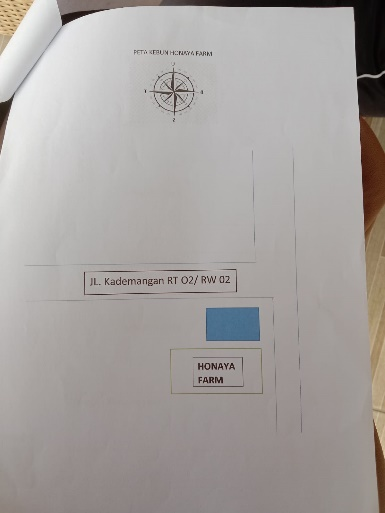 PETA KEBUN HONAYA FARM
JL. Kademangan RT O2/ RW 02
HONAYA
FARM